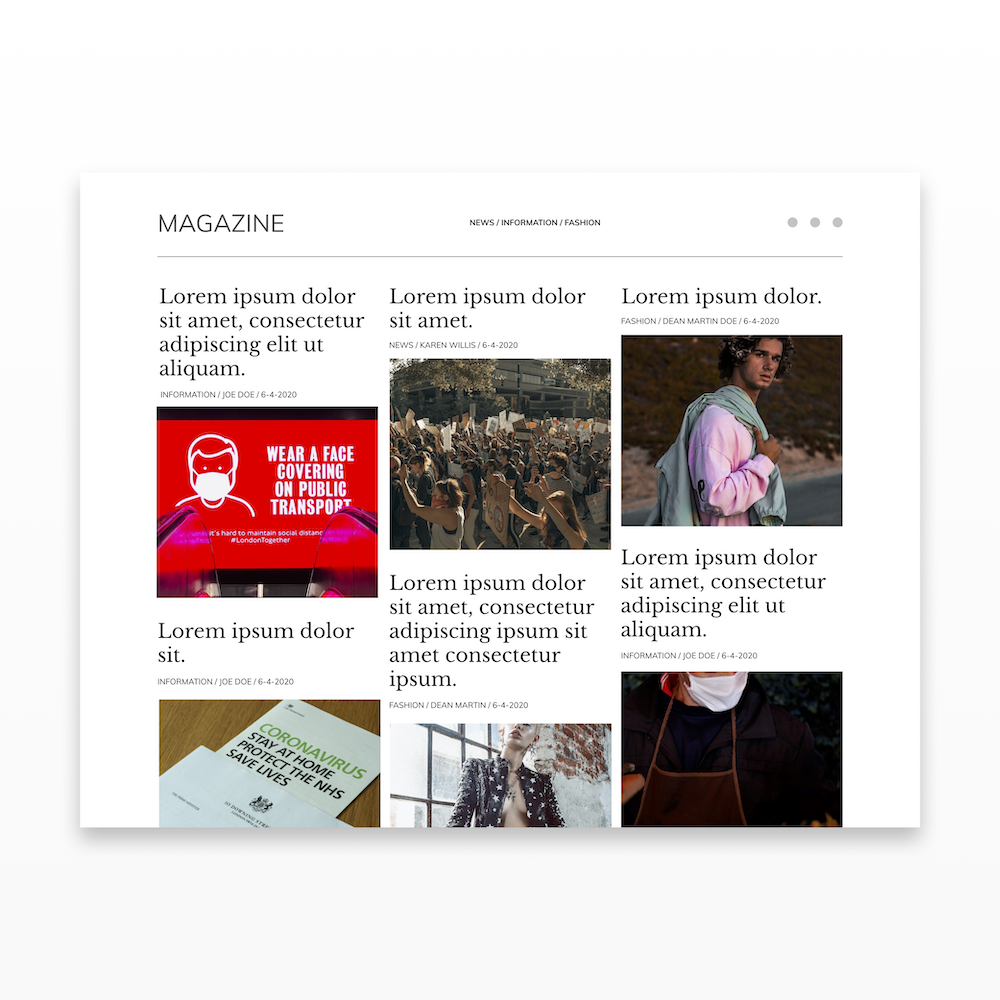 MAGAZINE
NEWS / INFORMATION / FASHION
Lorem ipsum dolor
sit amet, consectetur
adipiscing elit ut
aliquam.
INFORMATION / JOE DOE / 6-4-2020
WEAR A FACE
COVERING
ON PUBLIC
TRANSPORT
it's hard to maintain social distanc
#LondonTogether
Lorem ipsum dolor
sit.
INFORMATION / JOE DOE / 6-4-2020
CORONAVIRUS
STAY AT HOME
PROTECT THE NHS
SAVE LIVES
10 DOWNING STRE
Lorem ipsum dolor
sit amet.
NEWS / KAREN WILLIS / 6-4-2020
Lorem ipsum dolor
sit amet, consectetur
adipiscing ipsum sit
amet consectetur
ipsum.
FASHION / DEAN MARTIN / 6-4-2020
Lorem ipsum dolor.
FASHION / DEAN MARTIN DOE / 6-4-2020
Lorem ipsum dolor
sit amet, consectetur
adipiscing elit ut
aliquam.
INFORMATION / JOE DOE / 6-4-2020